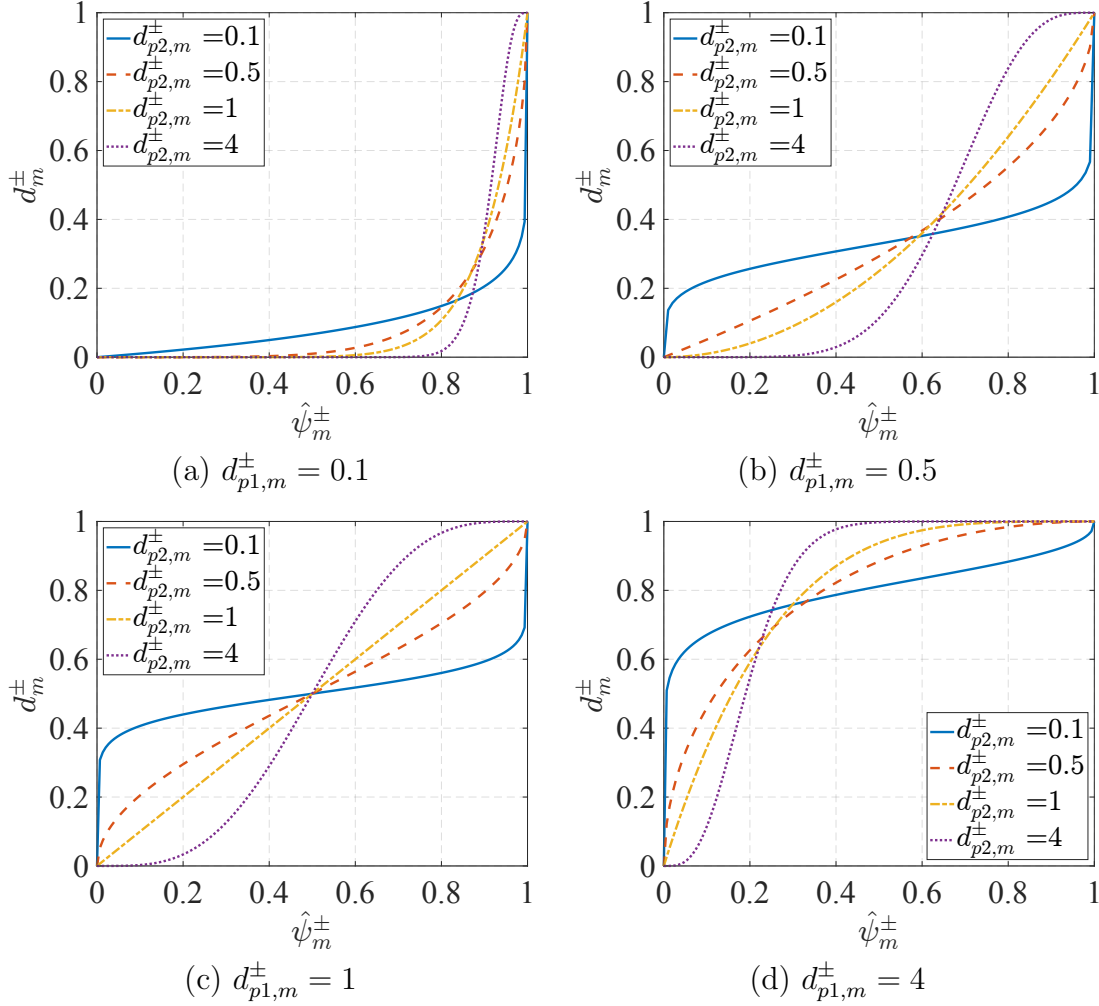 $d_{p2,m}^{\pm}$ =0.1
$d_{p2,m}^{\pm}$ =0.5
$d_{p2,m}^{\pm}$ =1
$d_{p2,m}^{\pm}$ =4
1
0.8
0.6
0.4
0.2
0
$d_m^{\pm}$
0 0.2 0.4 0.6 0.8 1
$\hat{\psi}_m^{\pm}$
(a) $d_{p1,m}^{\pm} = 0.1$
$d_{p2,m}^{\pm}$ =0.1
$d_{p2,m}^{\pm}$ =0.5
$d_{p2,m}^{\pm}$ =1
$d_{p2,m}^{\pm}$ =4
1
0.8
0.6
0.4
0.2
0
$d_m^{\pm}$
0 0.2 0.4 0.6 0.8 1
$\hat{\psi}_m^{\pm}$
(b) $d_{p1,m}^{\pm} = 0.5$
$d_{p2,m}^{\pm}$ =0.1
$d_{p2,m}^{\pm}$ =0.5
$d_{p2,m}^{\pm}$ =1
$d_{p2,m}^{\pm}$ =4
1
0.8
0.6
0.4
0.2
0
$d_m^{\pm}$
0 0.2 0.4 0.6 0.8 1
$\hat{\psi}_m^{\pm}$
(c) $d_{p1,m}^{\pm} = 1$
1
0.8
0.6
0.4
0.2
0
$d_m^{\pm}$
$d_{p2,m}^{\pm}$ =0.1
$d_{p2,m}^{\pm}$ =0.5
$d_{p2,m}^{\pm}$ =1
$d_{p2,m}^{\pm}$ =4
0 0.2 0.4 0.6 0.8 1
$\hat{\psi}_m^{\pm}$
(d) $d_{p1,m}^{\pm} = 4$